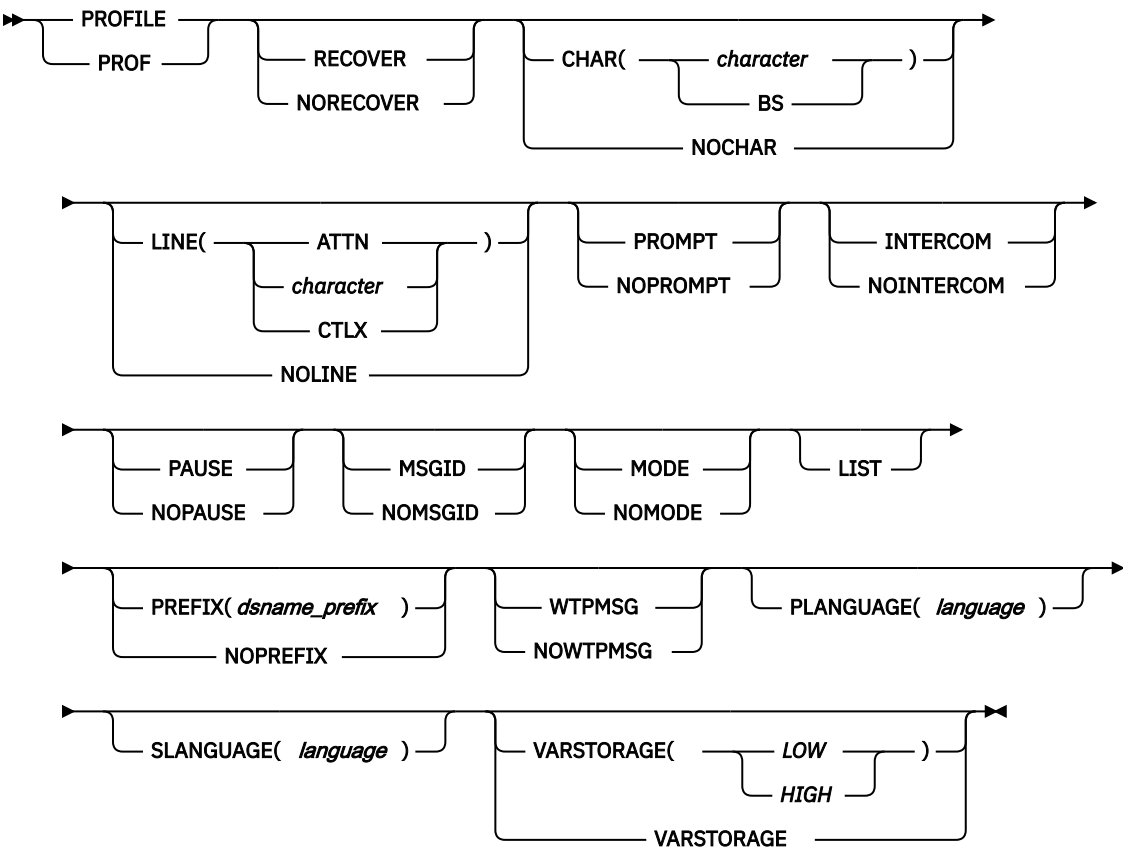 PROFILE
PROF
RECOVER
NORECOVER
CHAR( character )
BS
NOCHAR
LINE( ATTN )
character
CTLX
NOLINE
PROMPT
NOPROMPT
INTERCOM
NOINTERCOM
PAUSE
NOPAUSE
MSGID
NOMSGID
MODE
NOMODE
LIST
PREFIX( dsname_prefix )
NOPREFIX
WTPMSG
NOWTPMSG
PLANGUAGE( language )
SLANGUAGE( language )
VARSTORAGE( LOW )
HIGH
VARSTORAGE